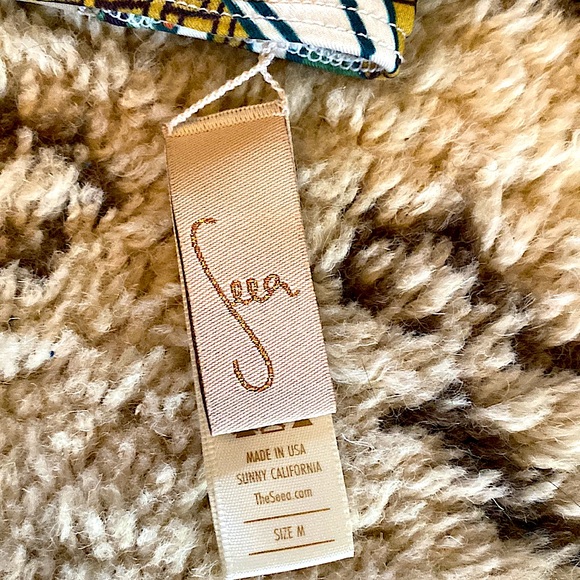 Seea
MADE IN USA
SUNNY CALIFORNIA
TheSeea.com
SIZE M